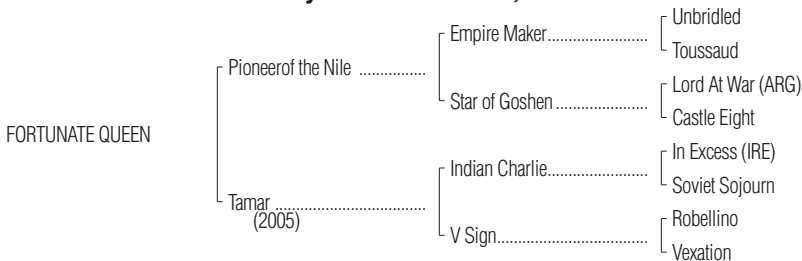 Unbridled
Empire Maker
Toussaud
Pioneerof the Nile
Lord At War (ARG)
Star of Goshen
Castle Eight
FORTUNATE QUEEN
In Excess (IRE)
Indian Charlie
Soviet Sojourn
Tamar
(2005)
Robellino
V Sign
Vexation